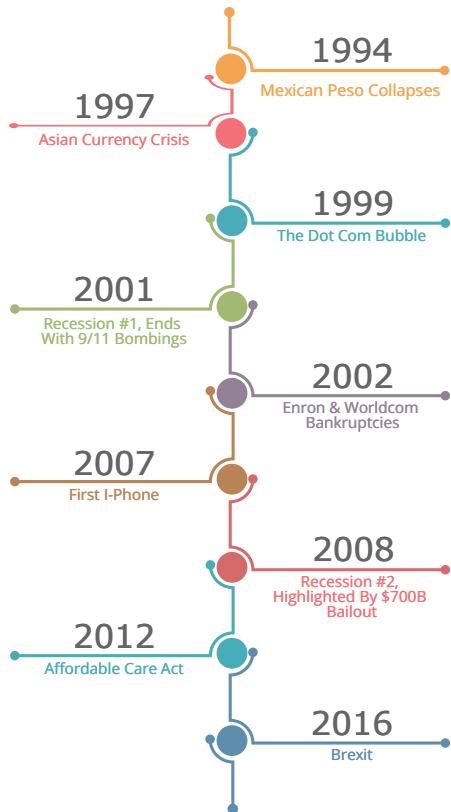 1994
Mexican Peso Collapses
1997
Asian Currency Crisis
1999
The Dot Com Bubble
2001
Recession #1, Ends
With 9/11 Bombings
2002
Enron & Worldcom
Bankruptcies
2007
First I-Phone
2008
Recession #2,
Highlighted By $700B
Bailout
2012
Affordable Care Act
2016
Brexit